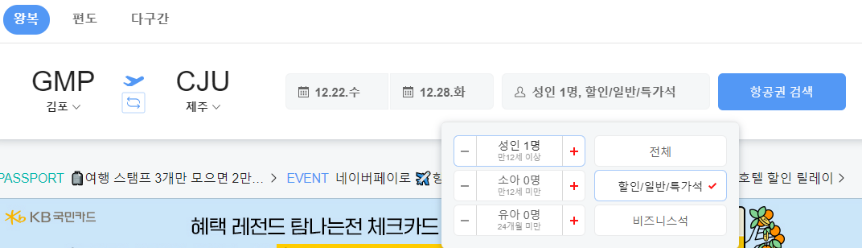 왕복 편도 다구간
GMP CJU
김포 제주
12.22.수 12.28.화 성인 1명, 할인/일반/특가석 항공권 검색
성인 1명
만12세 이상
전체
소아 0명
만12세 미만
할인/일반/특가석
유아 0명
24개월 미만
비즈니스석
PASSPORT 여행 스탬프 3개만 모으면 2만... EVENT 네이버페이로 호텔 할인 릴레이
KB국민카드
혜택 레전드 탐나는전 체크카드